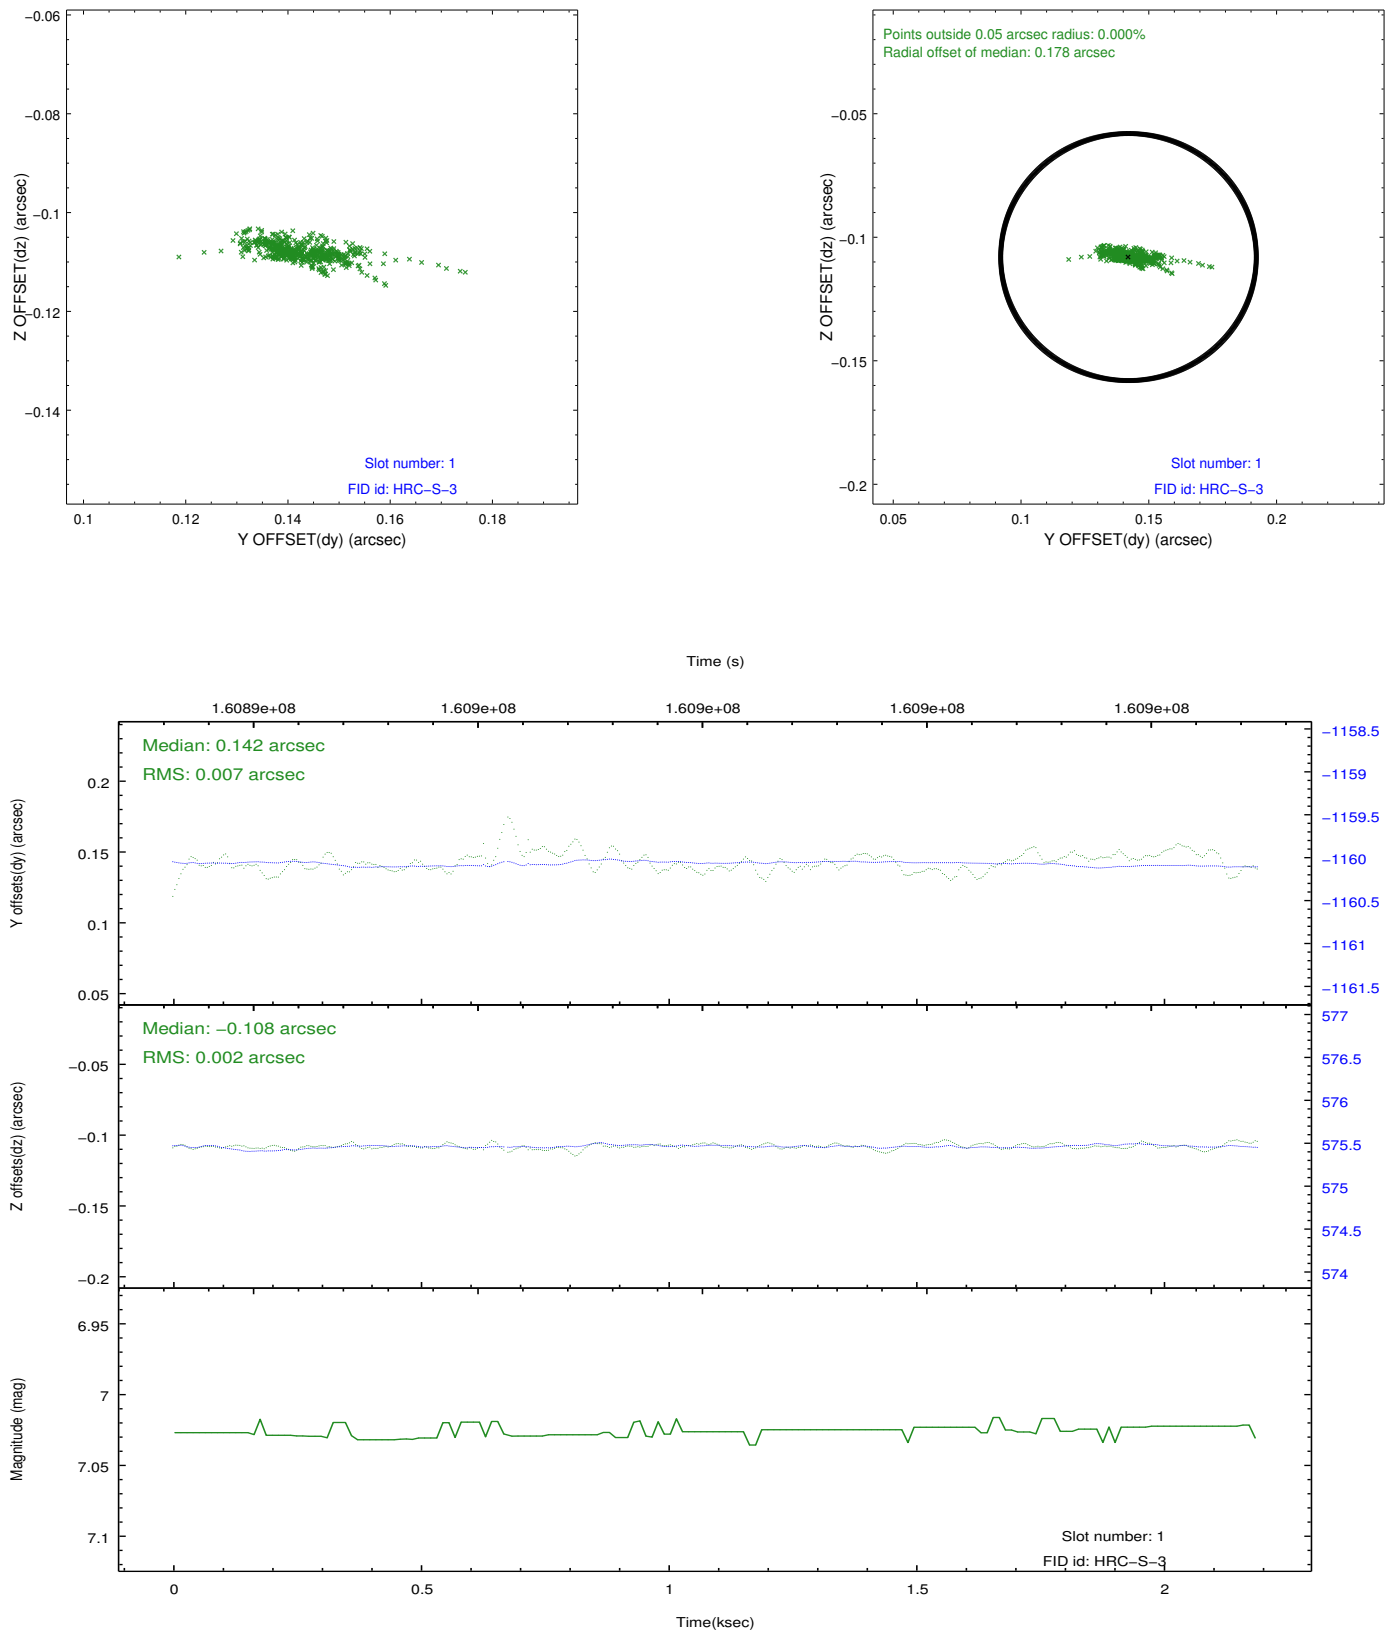 −0.06
−0.08
−0.1
−0.12
−0.14
Z OFFSET(dz) (arcsec)
Slot number: 1
FID id: HRC−S−3
0.1 0.12 0.14 0.16 0.18
Y OFFSET(dy) (arcsec)
Points outside 0.05 arcsec radius: 0.000%
Radial offset of median: 0.178 arcsec
−0.05
−0.1
−0.15
−0.2
Z OFFSET(dz) (arcsec)
Slot number: 1
FID id: HRC−S−3
0.05 0.1 0.15 0.2
Y OFFSET(dy) (arcsec)
Time (s)
1.6089e+08 1.609e+08 1.609e+08 1.609e+08 1.609e+08
Median: 0.142 arcsec
RMS: 0.007 arcsec
Y offsets(dy) (arcsec)
0.2
0.15
0.1
0.05
−1158.5
−1159
−1159.5
−1160
−1160.5
−1161
−1161.5
Median: −0.108 arcsec
RMS: 0.002 arcsec
Z offsets(dz) (arcsec)
−0.05
−0.1
−0.15
−0.2
577
576.5
576
575.5
575
574.5
574
Magnitude (mag)
6.95
7
7.05
7.1
Slot number: 1
FID id: HRC−S−3
0 0.5 1 1.5 2
Time(ksec)